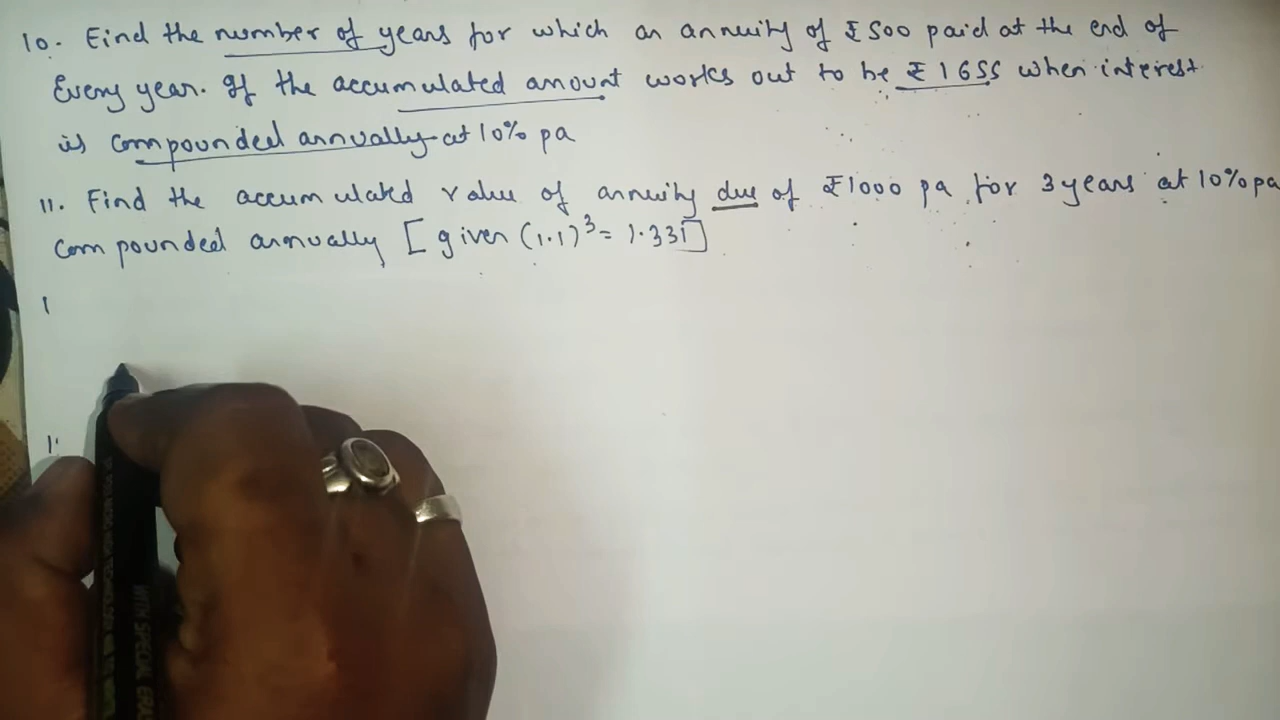 10. Find the number of years for which an annuity of ₹500 paid at the end of
Every year. If the accumulated amount works out to be ₹1655 when interest
is compounded annually at 10% pa
11. Find the accumulated value of annuity due of ₹1000 pa for 3 years at 10% pa
compounded annually [given (1.1)³ = 1.331]